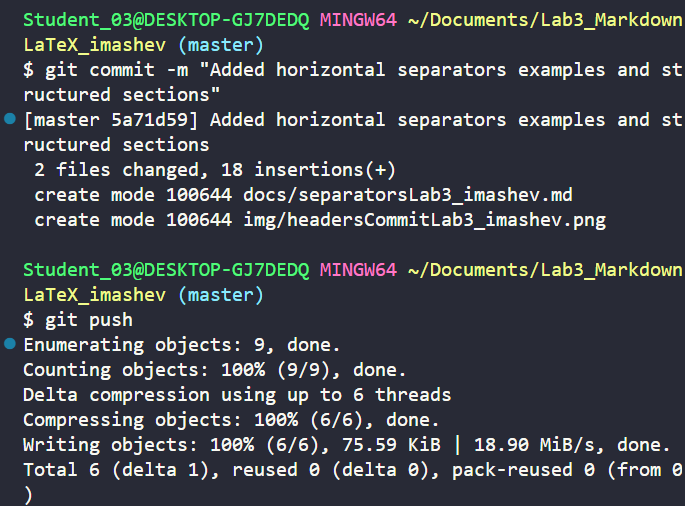 Student_03@DESKTOP-GJ7DEDQ MINGW64 ~/Documents/Lab3_Markdown
LaTeX_imashev (master)
$ git commit -m "Added horizontal separators examples and st
ructured sections"
[master 5a71d59] Added horizontal separators examples and st
ructured sections
 2 files changed, 18 insertions(+)
 create mode 100644 docs/separatorsLab3_imashev.md
 create mode 100644 img/headersCommitLab3_imashev.png

Student_03@DESKTOP-GJ7DEDQ MINGW64 ~/Documents/Lab3_Markdown
LaTeX_imashev (master)
$ git push
Enumerating objects: 9, done.
Counting objects: 100% (9/9), done.
Delta compression using up to 6 threads
Compressing objects: 100% (6/6), done.
Writing objects: 100% (6/6), 75.59 KiB | 18.90 MiB/s, done.
Total 6 (delta 1), reused 0 (delta 0), pack-reused 0 (from 0
)